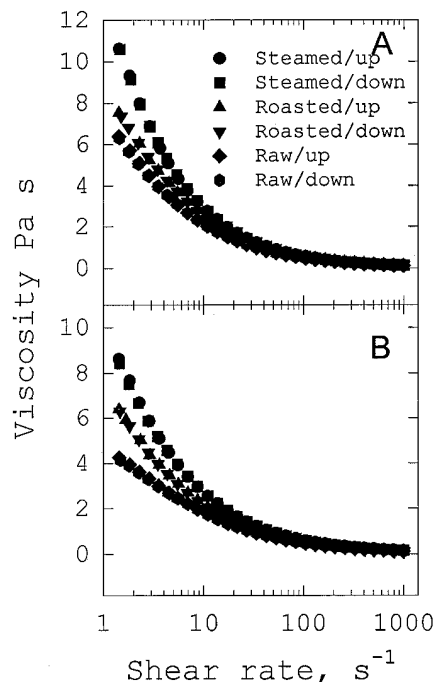 12
10
8
6
4
2
0
A
Steamed/up
Steamed/down
Roasted/up
Roasted/down
Raw/up
Raw/down
Viscosity Pa s
10
8
6
4
2
0
B
1 10 100 1000
Shear rate, s⁻¹